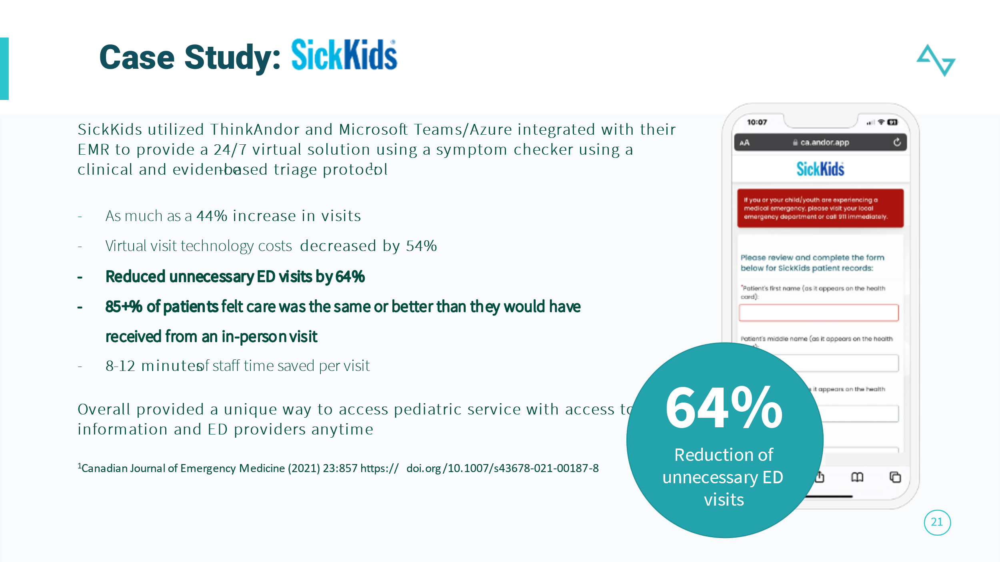 Case Study: SickKids®
SickKids utilized ThinkAndor and Microsoft Teams/Azure integrated with their
EMR to provide a 24/7 virtual solution using a symptom checker using a
clinical and evidence-based triage protocol¹:
- As much as a 44% increase in visits
- Virtual visit technology costs decreased by 54%
- Reduced unnecessary ED visits by 64%
- 85+% of patients felt care was the same or better than they would have
received from an in-person visit
- 8-12 minutes of staff time saved per visit
Overall provided a unique way to access pediatric service with access to
information and ED providers anytime
¹Canadian Journal of Emergency Medicine (2021) 23:857 https:// doi.org/10.1007/s43678-021-00187-8
10:07
91
AA
ca.andor.app
SickKids
If you or your child/youth are experiencing a
medical emergency, please visit your local
emergency department or call 911 immediately.
Please review and complete the form
below for SickKids patient records:
*Patient's first name (as it appears on the health
card):
Patient's middle name (as it appears on the health
it appears on the health
64%
Reduction of
unnecessary ED
visits
21